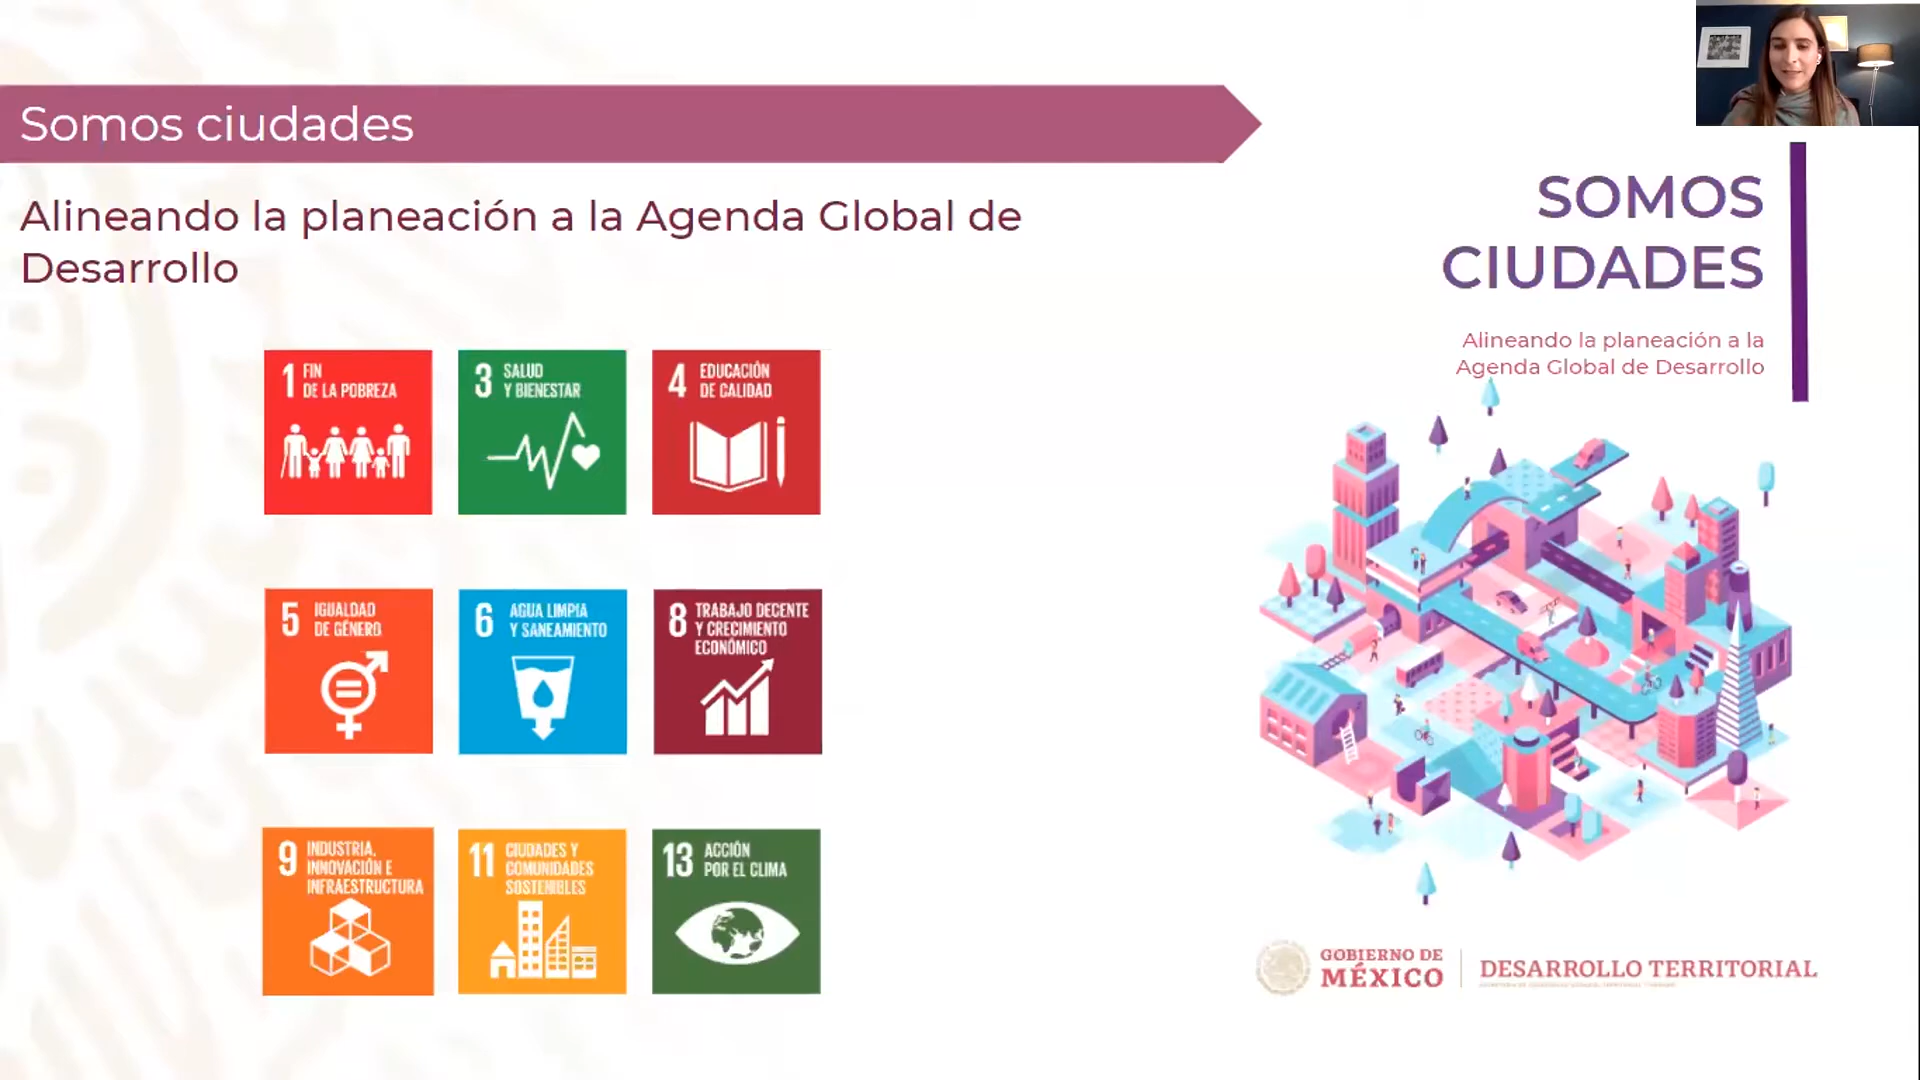 Somos ciudades
Alineando la planeación a la Agenda Global de
Desarrollo
1 FIN
DE LA POBREZA
3 SALUD
Y BIENESTAR
4 EDUCACIÓN
DE CALIDAD
5 IGUALDAD
DE GÉNERO
6 AGUA LIMPIA
Y SANEAMIENTO
8 TRABAJO DECENTE
Y CRECIMIENTO
ECONÓMICO
9 INDUSTRIA,
INNOVACIÓN E
INFRAESTRUCTURA
11 CIUDADES Y
COMUNIDADES
SOSTENIBLES
13 ACCIÓN
POR EL CLIMA
SOMOS
CIUDADES
Alineando la planeación a la
Agenda Global de Desarrollo
GOBIERNO DE
MÉXICO
DESARROLLO TERRITORIAL